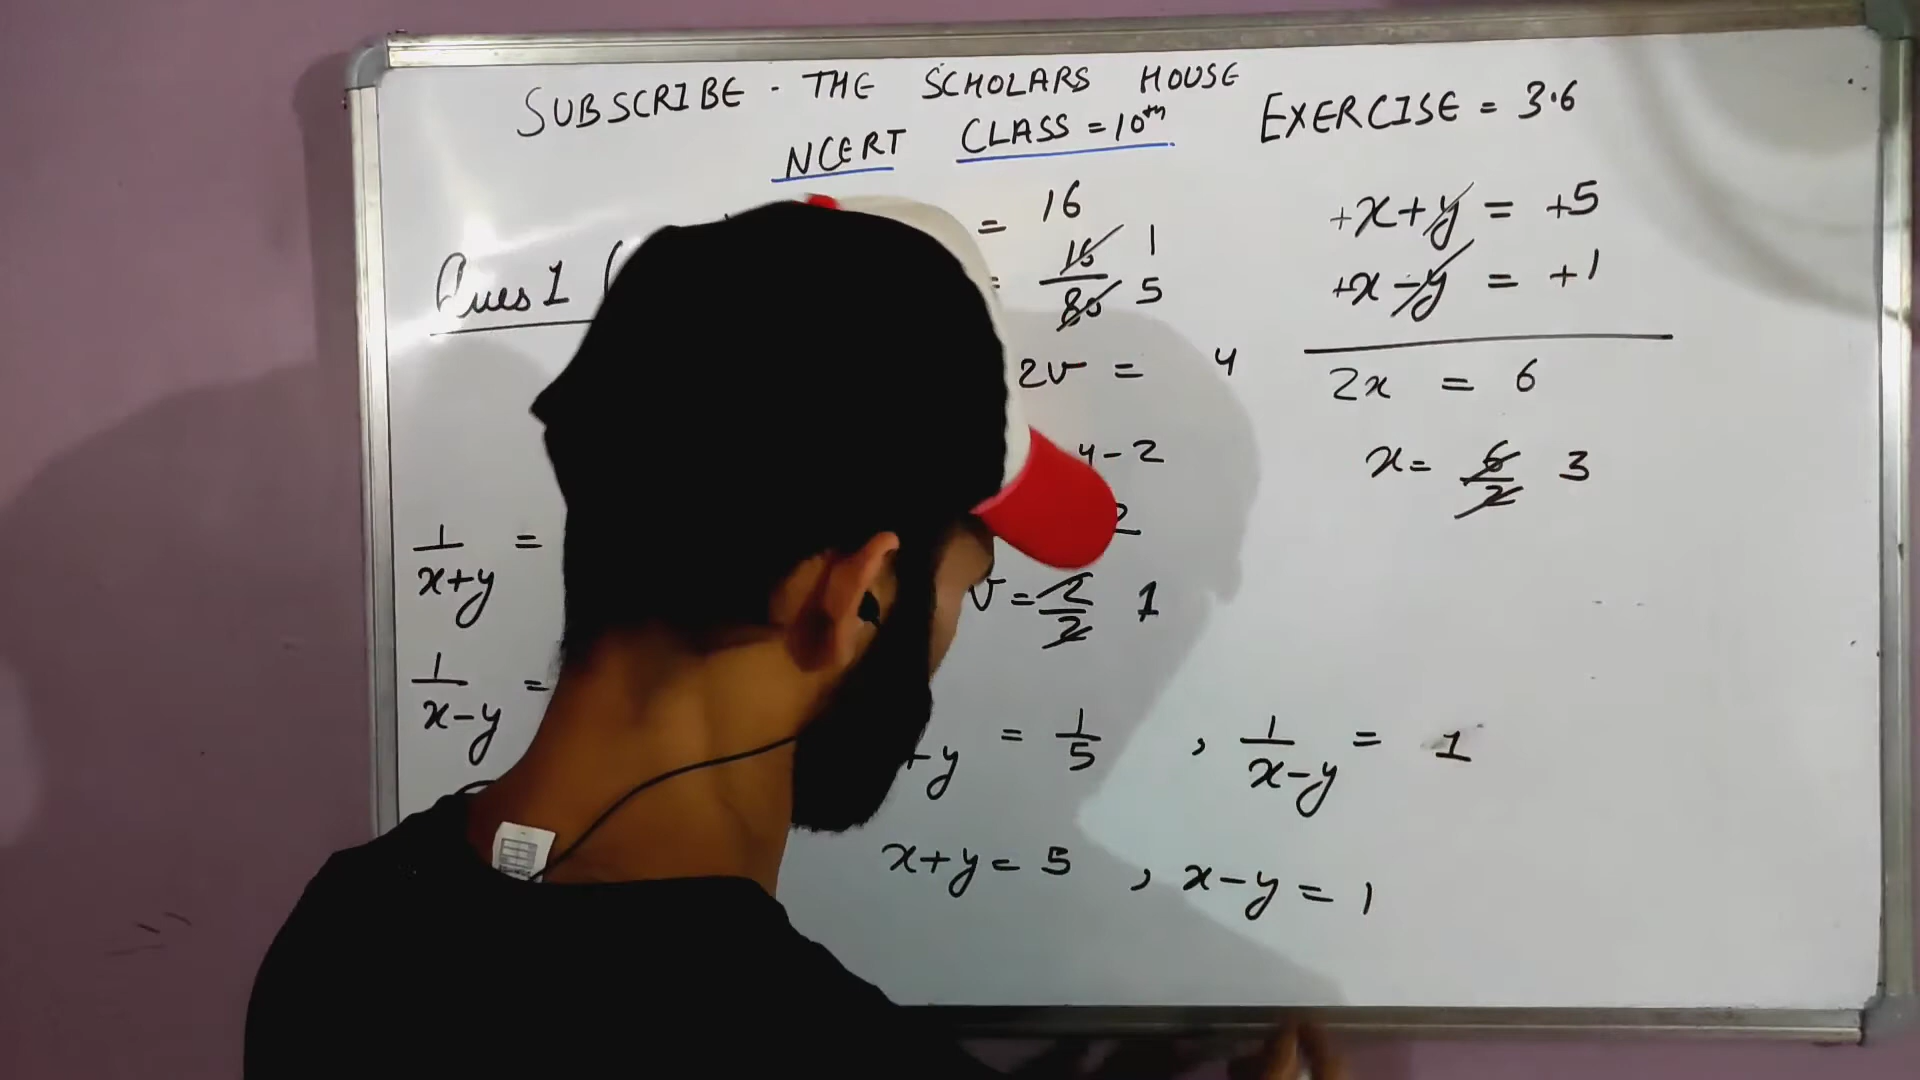 SUBSCRIBE - THE SCHOLARS HOUSE
NCERT CLASS = 10th EXERCISE = 3.6
Ques 1 (
= 16
= 16/80 1/5
2v = 4
4-2
2
v = 2/2 1
1/x+y =
1/x-y =
+y = 1/5 , 1/x-y = 1
x+y = 5 , x-y = 1
+x+y = +5
+x-y = +1
2x = 6
x = 6/2 3